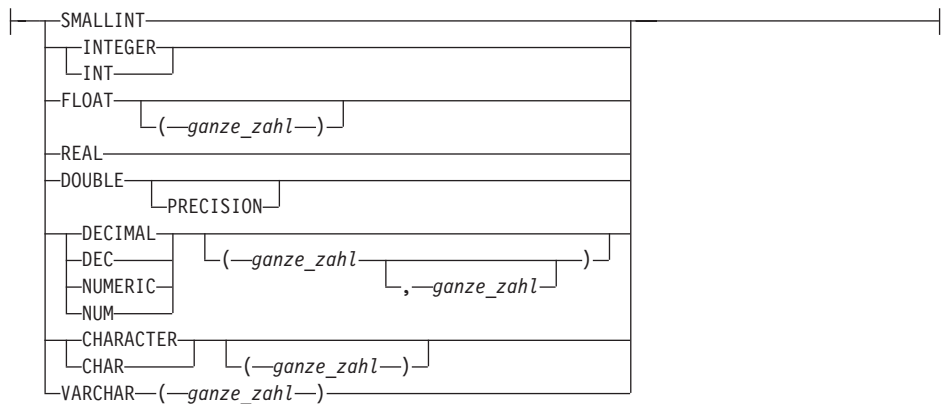 SMALLINT
INTEGER
INT
FLOAT
( ganze_zahl )
REAL
DOUBLE
PRECISION
DECIMAL
DEC ( ganze_zahl )
NUMERIC , ganze_zahl
NUM
CHARACTER
CHAR ( ganze_zahl )
VARCHAR ( ganze_zahl )